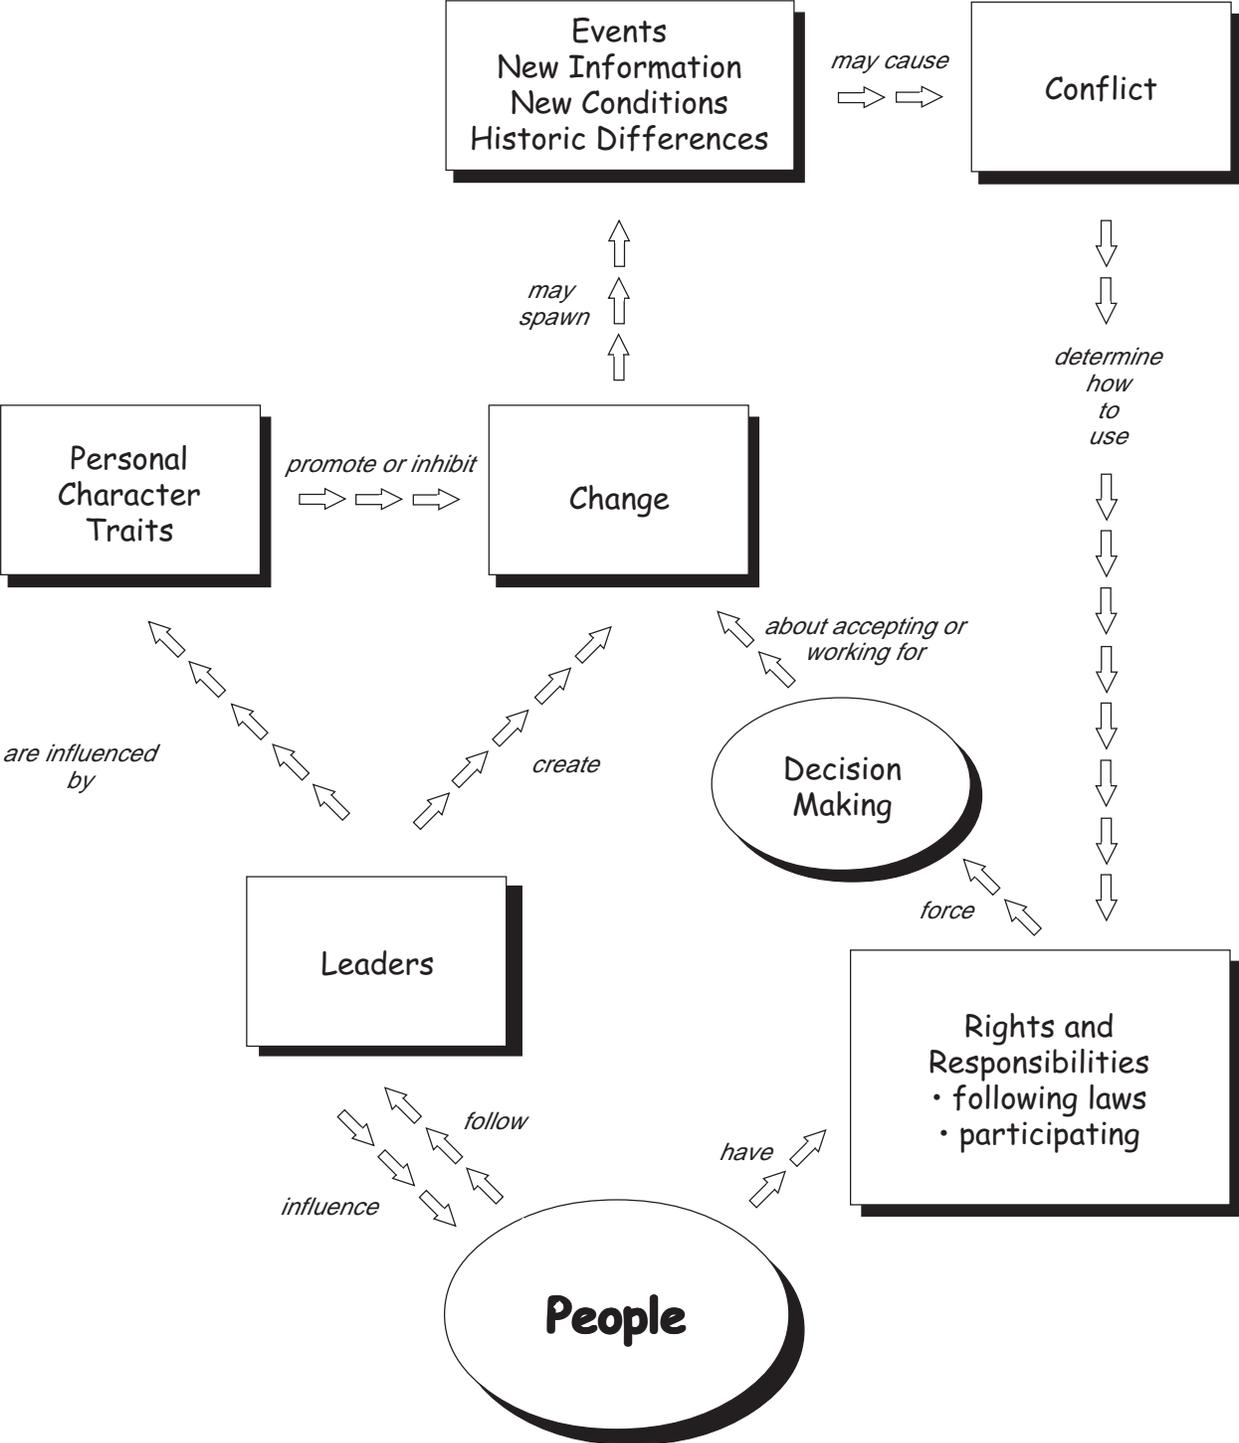 Events
New Information
New Conditions
Historic Differences
may cause
Conflict
may
spawn
determine
how
to
use
Personal
Character
Traits
promote or inhibit
Change
about accepting or
working for
are influenced
by
create
Decision
Making
force
Leaders
Rights and
Responsibilities
• following laws
• participating
follow
have
influence
People